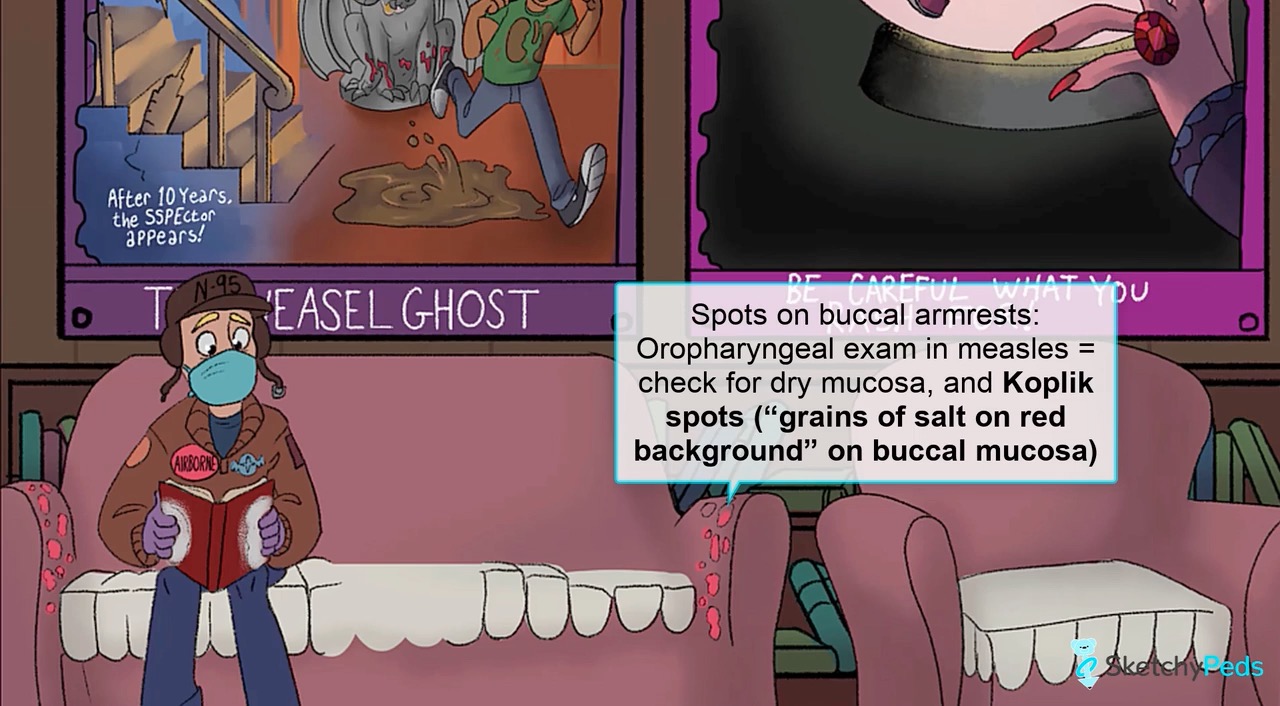 After 10 Years,
the SSPEctor
appears!
N-95
EASEL GHOST
BE CAREFUL WHAT YOU
Spots on buccal armrests:
Oropharyngeal exam in measles =
check for dry mucosa, and Koplik
spots (“grains of salt on red
background” on buccal mucosa)
AIRBORNE
SketchyPeds